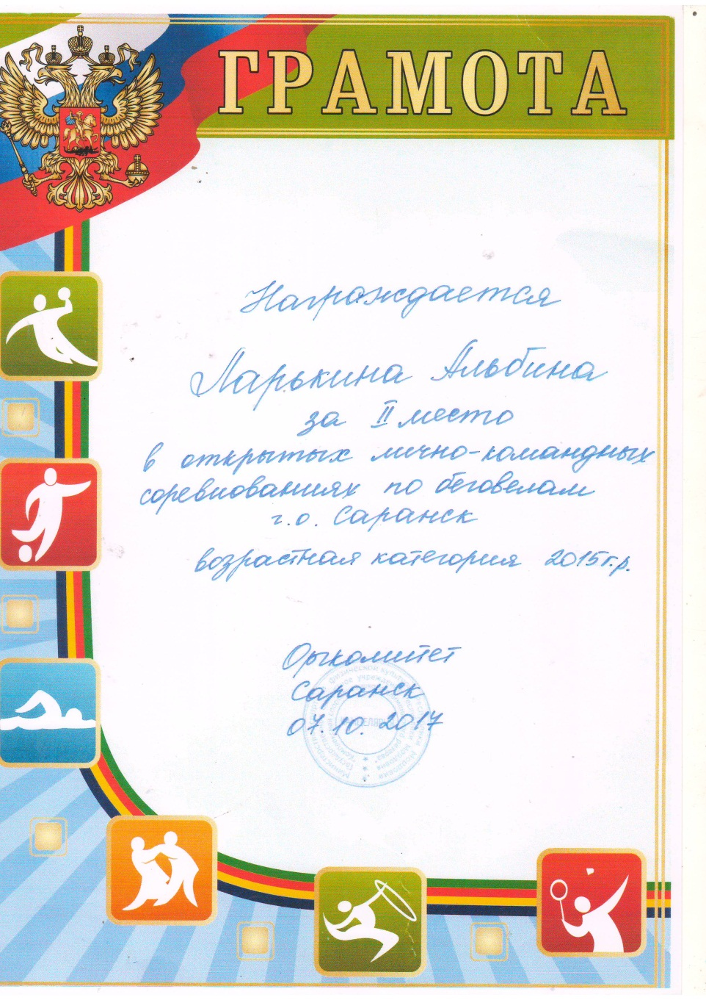 ГРАМОТА
Награждается
Ларькина Альбина
за II место
в открытых лично-командных
соревнованиях по беговелам
г.о. Саранск
возрастная категория 2015г.р.
Оргкомитет
Саранск
07.10.2017